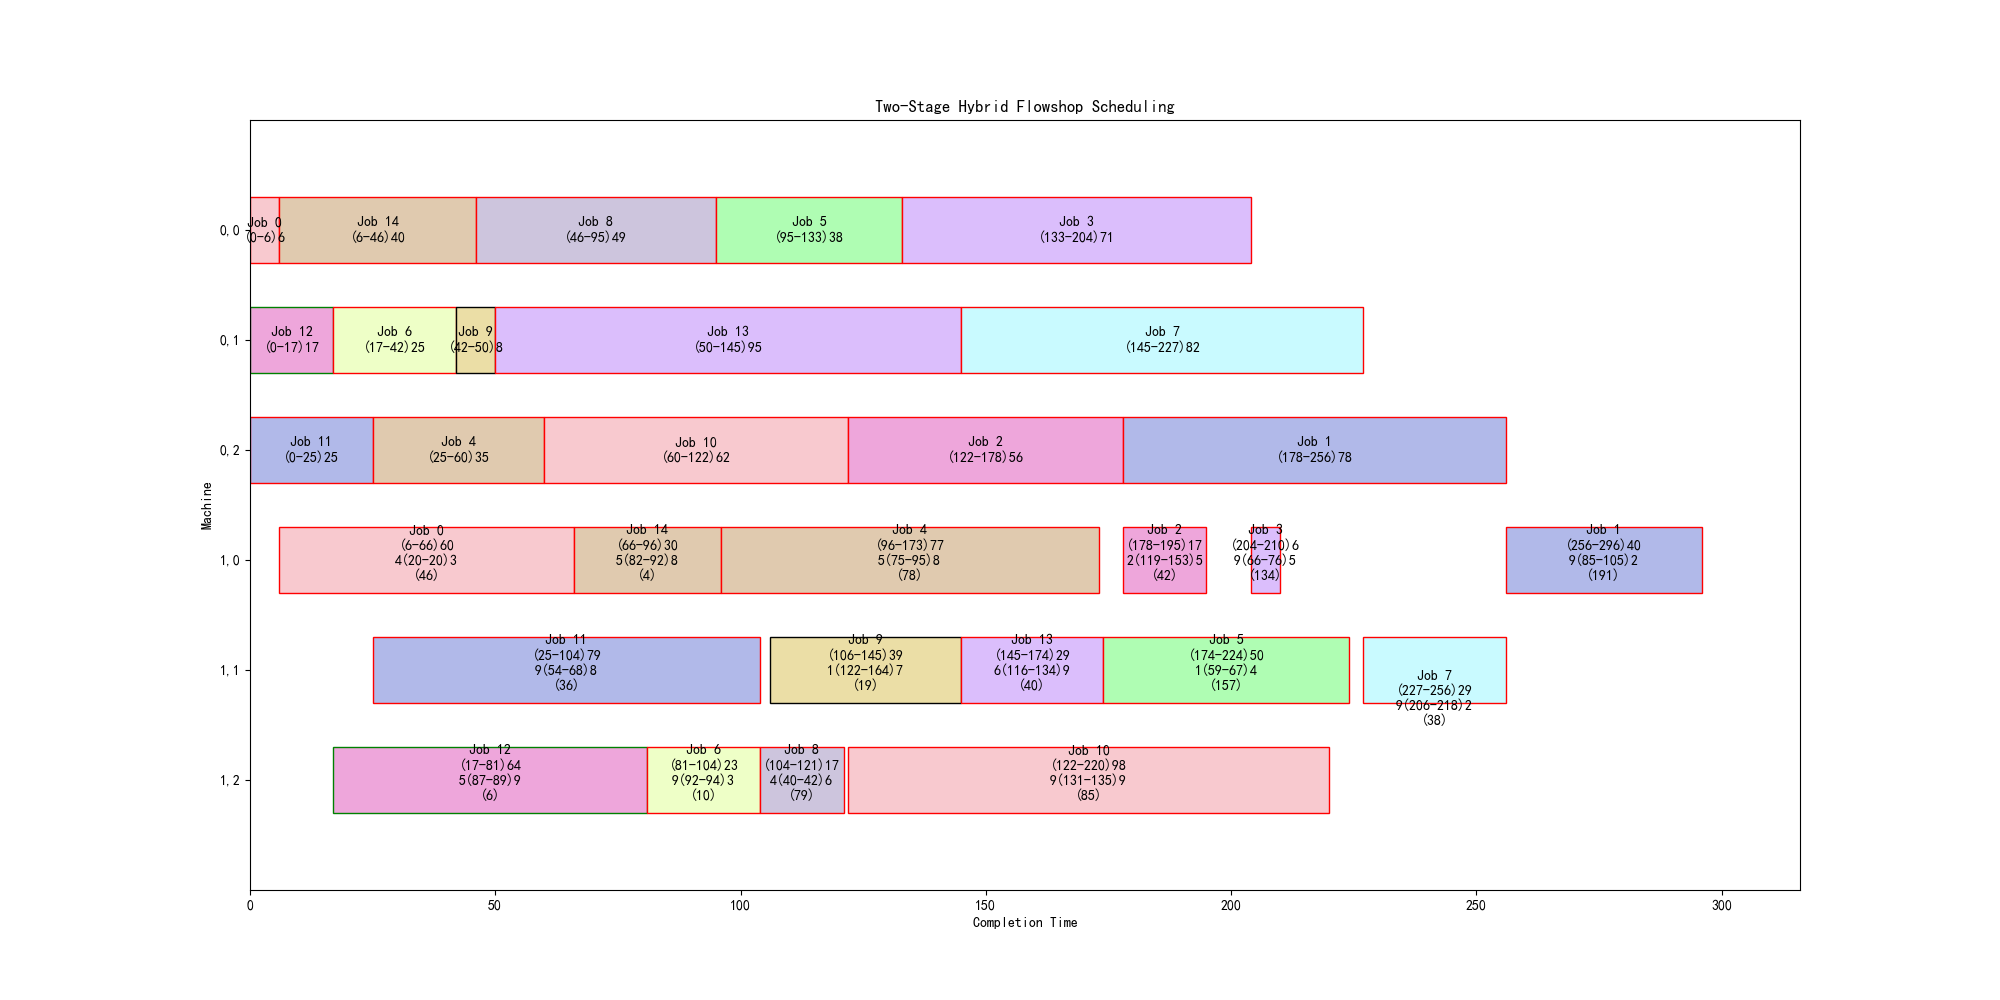 Two-Stage Hybrid Flowshop Scheduling
Machine
0,0
Job 0
(0-6)6
Job 14
(6-46)40
Job 8
(46-95)49
Job 5
(95-133)38
Job 3
(133-204)71
0,1
Job 12
(0-17)17
Job 6
(17-42)25
Job 9
(42-50)8
Job 13
(50-145)95
Job 7
(145-227)82
0,2
Job 11
(0-25)25
Job 4
(25-60)35
Job 10
(60-122)62
Job 2
(122-178)56
Job 1
(178-256)78
1,0
Job 0
(6-66)60
4(20-20)3
(46)
Job 14
(66-96)30
5(82-92)8
(4)
Job 4
(96-173)77
5(75-95)8
(78)
Job 2
(178-195)17
2(119-153)5
(42)
Job 3
(204-210)6
9(66-76)5
(134)
Job 1
(256-296)40
9(85-105)2
(191)
1,1
Job 11
(25-104)79
9(54-68)8
(36)
Job 9
(106-145)39
1(122-164)7
(19)
Job 13
(145-174)29
6(116-134)9
(40)
Job 5
(174-224)50
1(59-67)4
(157)
Job 7
(227-256)29
9(206-218)2
(38)
1,2
Job 12
(17-81)64
5(87-89)9
(6)
Job 6
(81-104)23
9(92-94)3
(10)
Job 8
(104-121)17
4(40-42)6
(79)
Job 10
(122-220)98
9(131-135)9
(85)
0 50 100 150 200 250 300
Completion Time